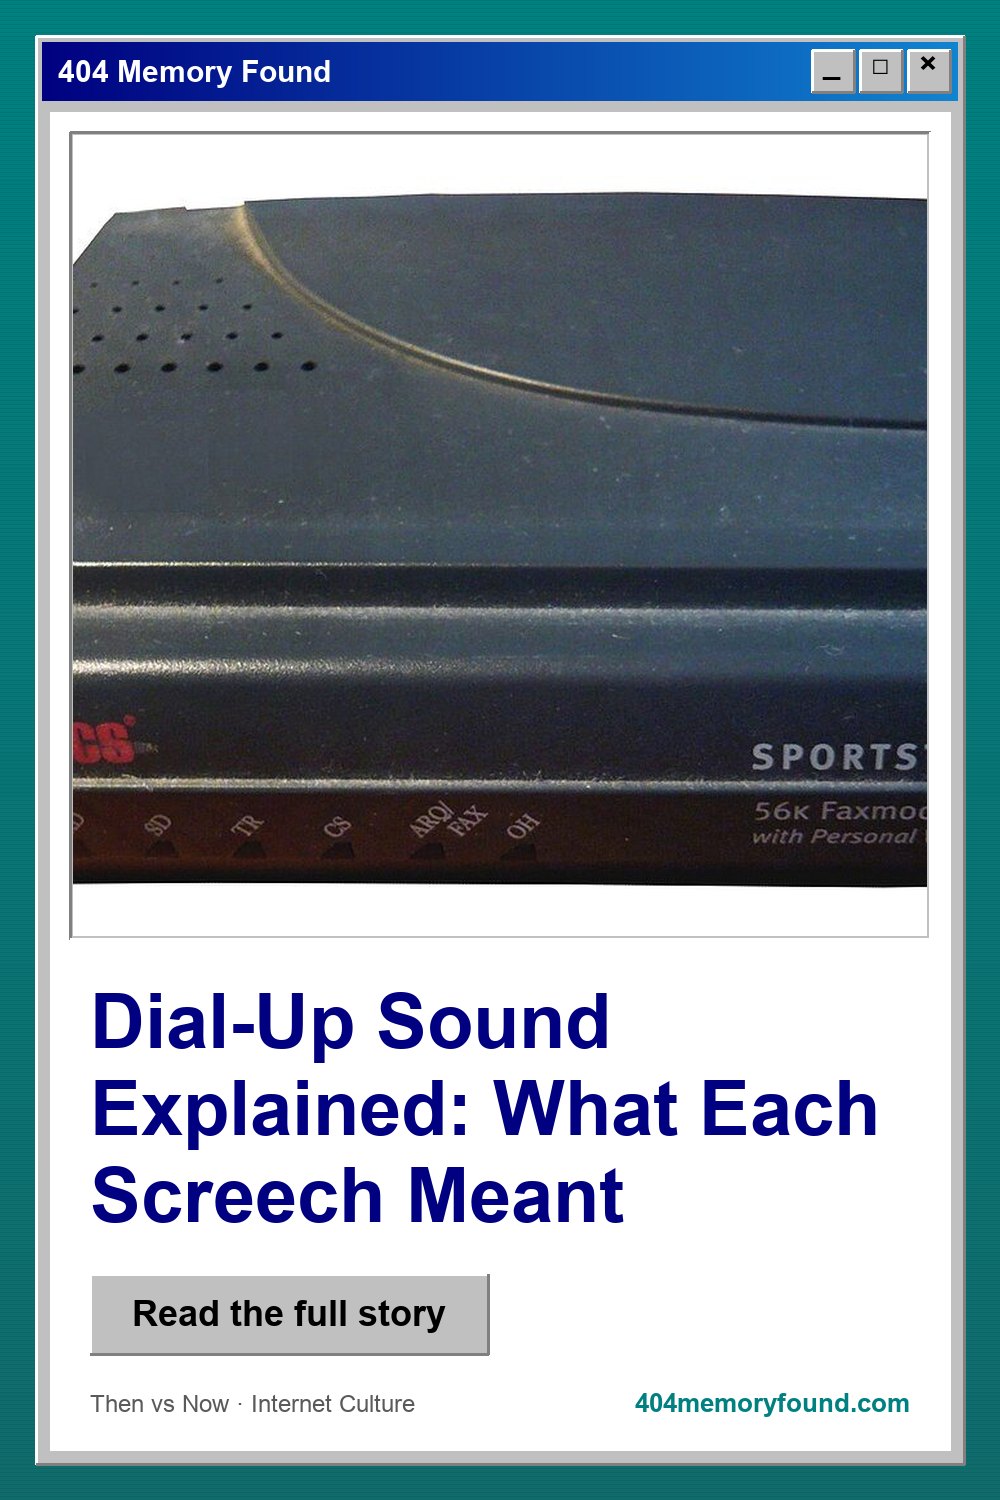 404 Memory Found
CS
SPORTS
SD TR CS ARQ/ FAX OH
56K Faxmod
with Personal
Dial-Up Sound
Explained: What Each
Screech Meant
Read the full story
Then vs Now · Internet Culture
404memoryfound.com